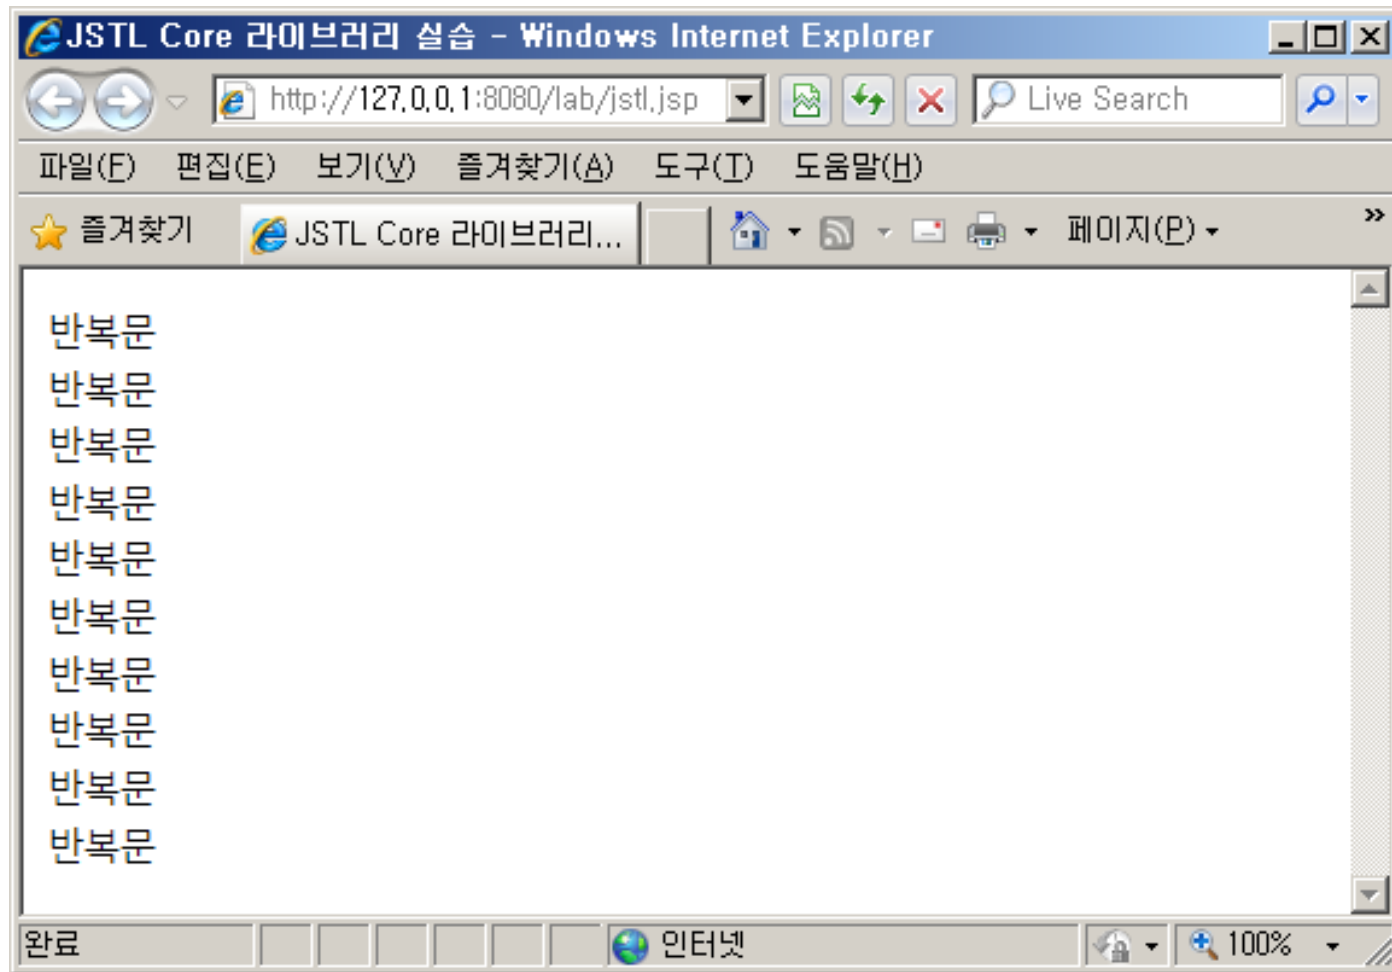 JSTL Core 라이브러리 실습 - Windows Internet Explorer
http://127.0.0.1:8080/lab/jstl.jsp Live Search
파일(F) 편집(E) 보기(V) 즐겨찾기(A) 도구(T) 도움말(H)
즐겨찾기 JSTL Core 라이브러리... 페이지(P) »
반복문
반복문
반복문
반복문
반복문
반복문
반복문
반복문
반복문
반복문
완료 인터넷 100%